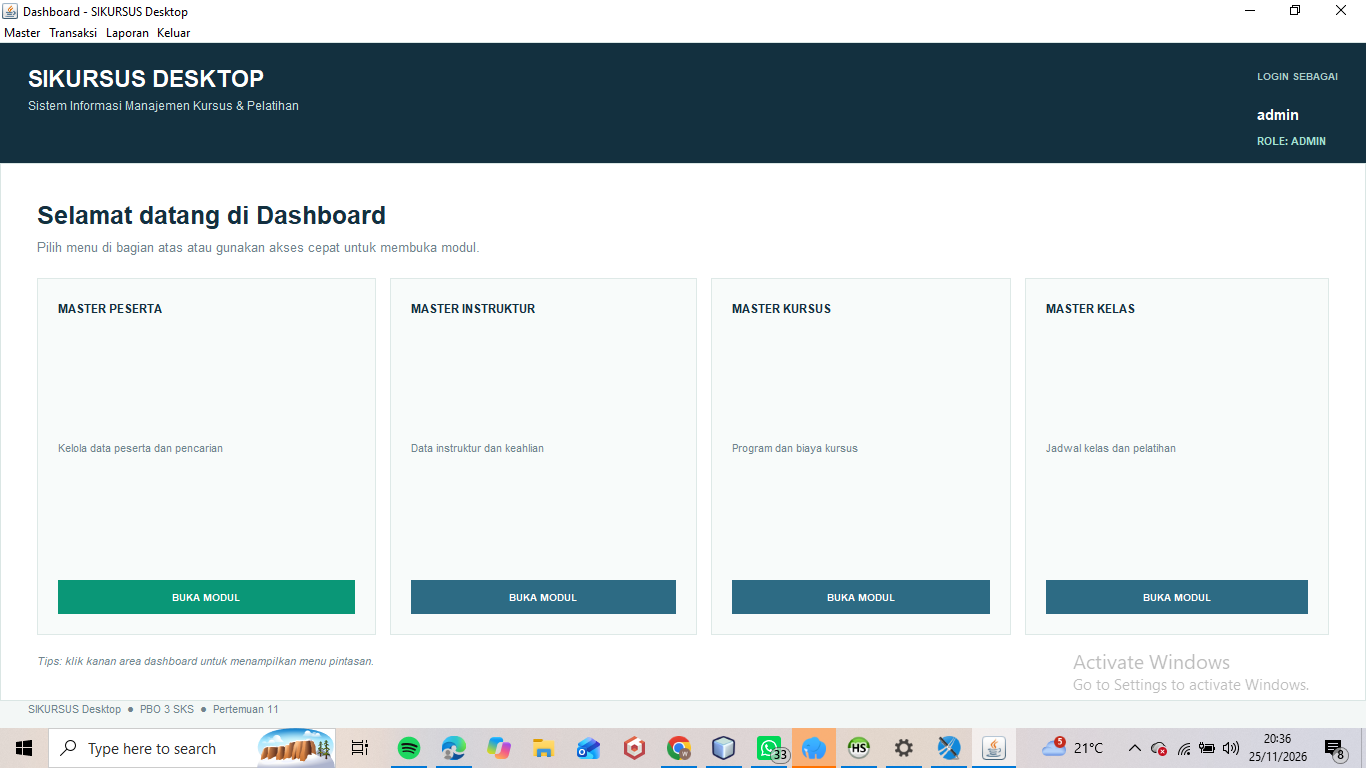 Dashboard - SIKURSUS Desktop
Master Transaksi Laporan Keluar
SIKURSUS DESKTOP
Sistem Informasi Manajemen Kursus & Pelatihan
LOGIN SEBAGAI
admin
ROLE: ADMIN
Selamat datang di Dashboard
Pilih menu di bagian atas atau gunakan akses cepat untuk membuka modul.
MASTER PESERTA
Kelola data peserta dan pencarian
BUKA MODUL
MASTER INSTRUKTUR
Data instruktur dan keahlian
BUKA MODUL
MASTER KURSUS
Program dan biaya kursus
BUKA MODUL
MASTER KELAS
Jadwal kelas dan pelatihan
BUKA MODUL
Tips: klik kanan area dashboard untuk menampilkan menu pintasan.
Activate Windows
Go to Settings to activate Windows.
SIKURSUS Desktop ● PBO 3 SKS ● Pertemuan 11
Type here to search
33
HS
5
21°C
20:36
25/11/2026
8